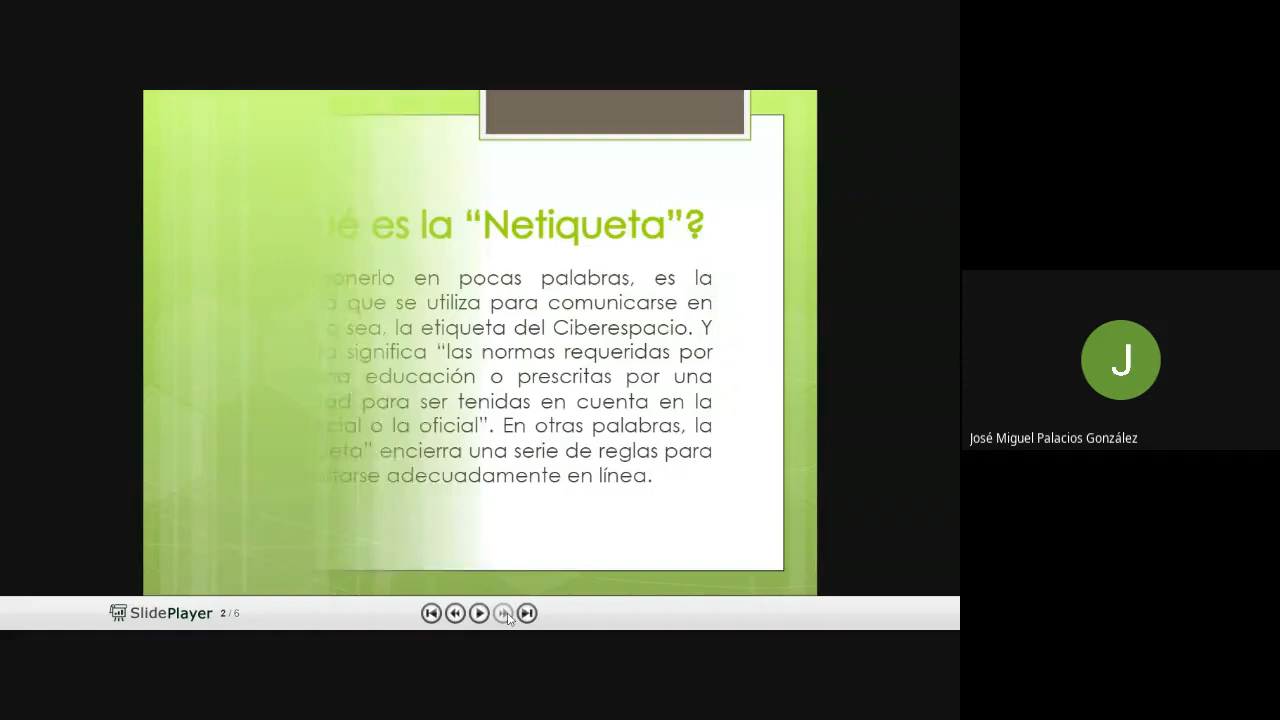 es la “Netiqueta”?
en pocas palabras, es la
que se utiliza para comunicarse en
sea, la etiqueta del Ciberespacio. Y
significa “las normas requeridas por
educación o prescritas por una
para ser tenidas en cuenta en la
o la oficial”. En otras palabras, la
encierra una serie de reglas para
adecuadamente en línea.
SlidePlayer 2 / 6
J
José Miguel Palacios González